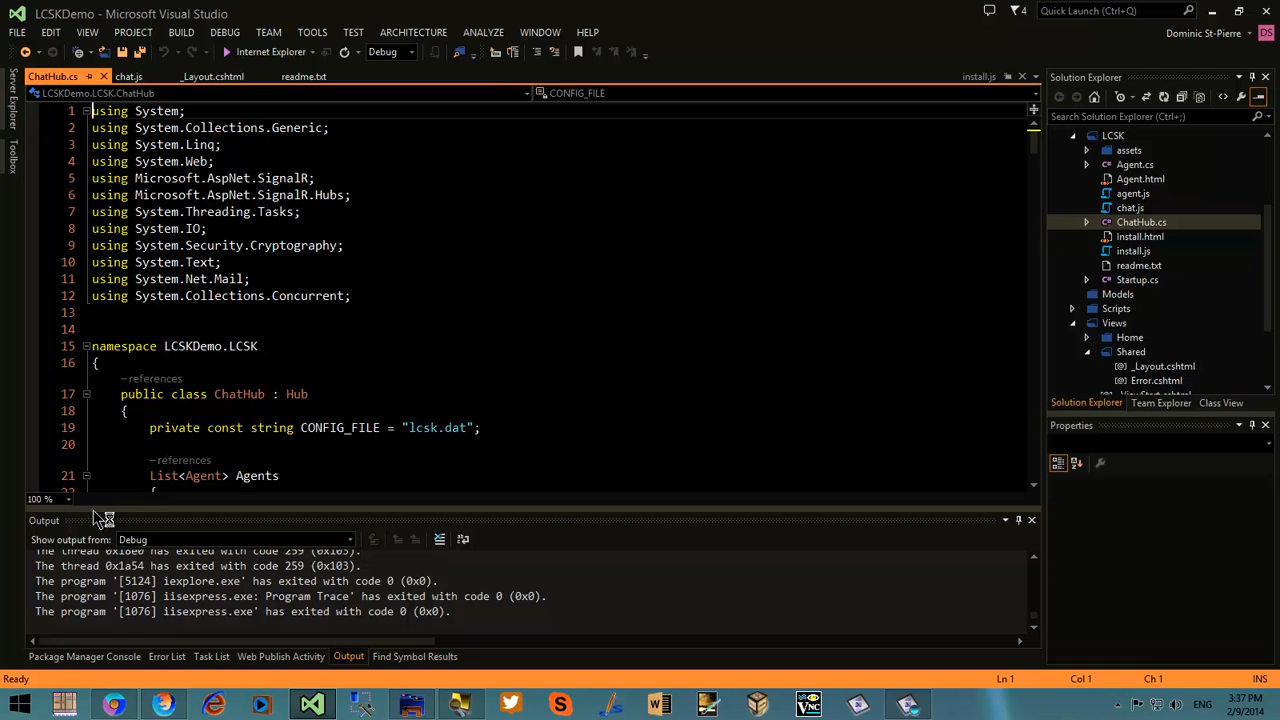 LCSKDemo - Microsoft Visual Studio
4
Quick Launch (Ctrl+Q)
FILE EDIT VIEW PROJECT BUILD DEBUG TEAM TOOLS TEST ARCHITECTURE ANALYZE WINDOW HELP
Dominic St-Pierre DS
Internet Explorer Debug
Server Explorer
Toolbox
ChatHub.cs chat.js _Layout.cshtml readme.txt install.js
LCSKDemo.LCSK.ChatHub CONFIG_FILE
1 using System;
2 using System.Collections.Generic;
3 using System.Linq;
4 using System.Web;
5 using Microsoft.AspNet.SignalR;
6 using Microsoft.AspNet.SignalR.Hubs;
7 using System.Threading.Tasks;
8 using System.IO;
9 using System.Security.Cryptography;
10 using System.Text;
11 using System.Net.Mail;
12 using System.Collections.Concurrent;
13
14
15 namespace LCSKDemo.LCSK
16 {
- references
17 public class ChatHub : Hub
18 {
19 private const string CONFIG_FILE = "lcsk.dat";
20
- references
21 List<Agent> Agents
22 {
100 %
Solution Explorer
Search Solution Explorer (Ctrl+;)
LCSK
assets
Agent.cs
Agent.html
agent.js
chat.js
ChatHub.cs
Install.html
install.js
readme.txt
Startup.cs
Models
Scripts
Views
Home
Shared
_Layout.cshtml
Error.cshtml
_ViewStart.cshtml
Solution Explorer Team Explorer Class View
Properties
Output
Show output from: Debug
The thread 0x18e0 has exited with code 259 (0x103).
The thread 0x1a54 has exited with code 259 (0x103).
The program '[5124] iexplore.exe' has exited with code 0 (0x0).
The program '[1076] iisexpress.exe: Program Trace' has exited with code 0 (0x0).
The program '[1076] iisexpress.exe' has exited with code 0 (0x0).
Package Manager Console Error List Task List Web Publish Activity Output Find Symbol Results
Ready Ln 1 Col 1 Ch 1 INS
ENG
3:37 PM
2/9/2014